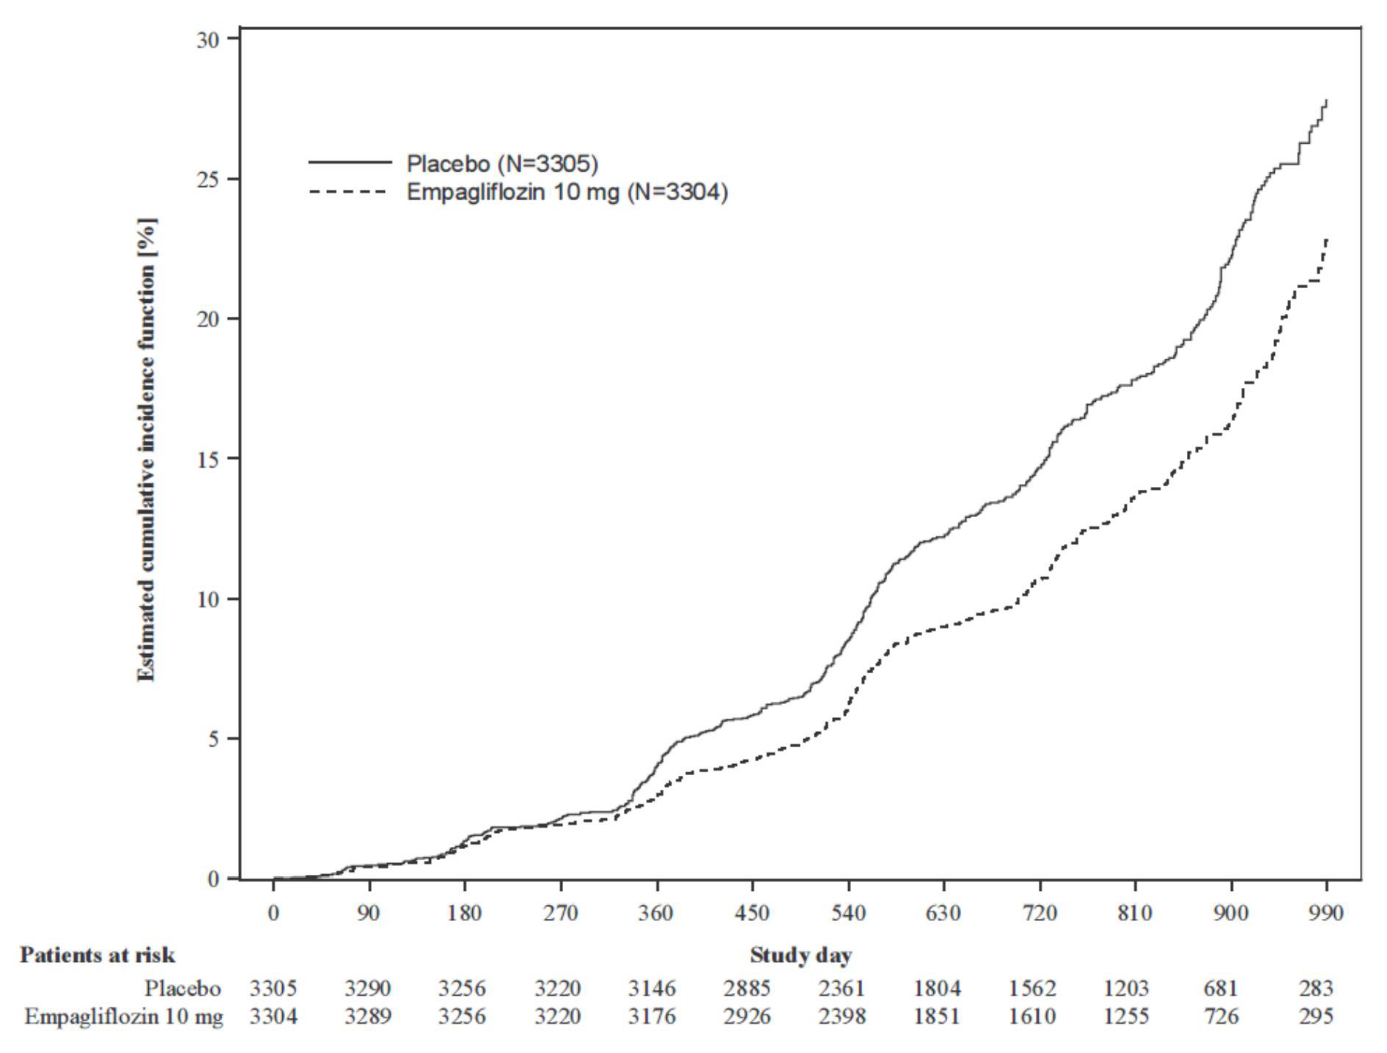 30
25
20
15
10
5
0
Estimated cumulative incidence function [%]
Placebo (N=3305)
Empagliflozin 10 mg (N=3304)
0 90 180 270 360 450 540 630 720 810 900 990
Patients at risk Study day
Placebo 3305 3290 3256 3220 3146 2885 2361 1804 1562 1203 681 283
Empagliflozin 10 mg 3304 3289 3256 3220 3176 2926 2398 1851 1610 1255 726 295